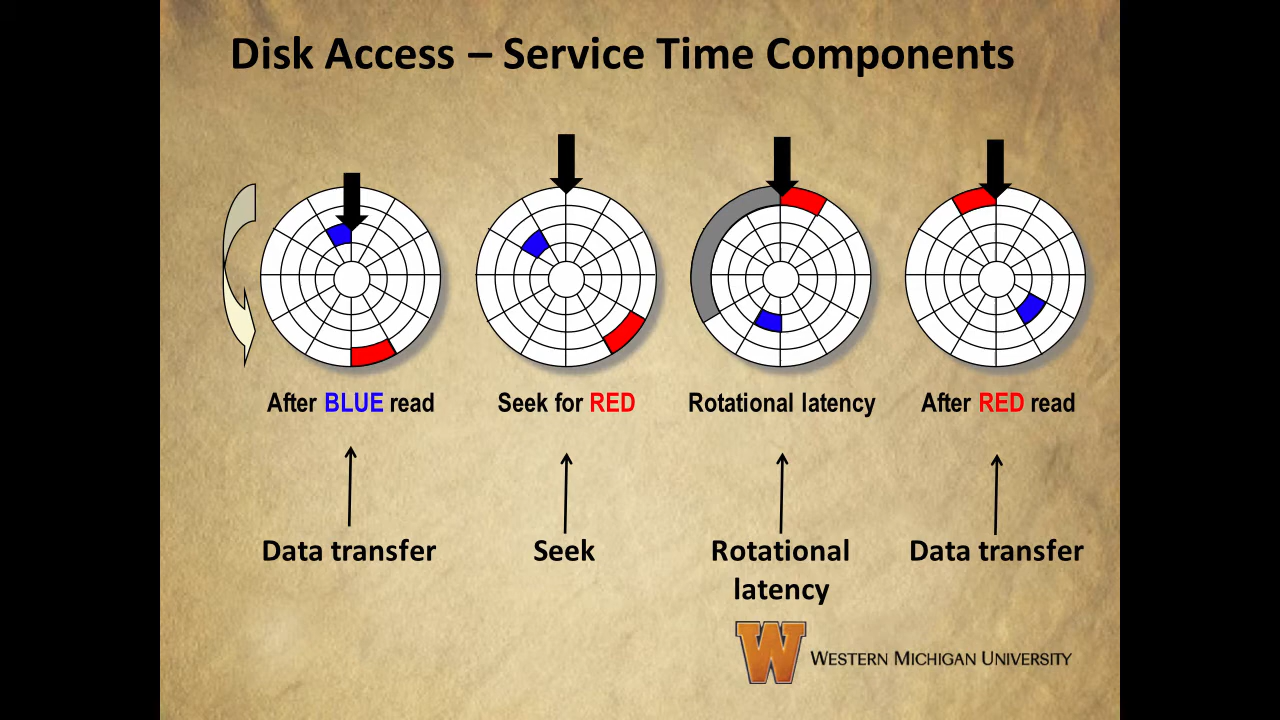 Disk Access – Service Time Components
After BLUE read
Seek for RED
Rotational latency
After RED read
Data transfer
Seek
Rotational
latency
Data transfer
W
WESTERN MICHIGAN UNIVERSITY